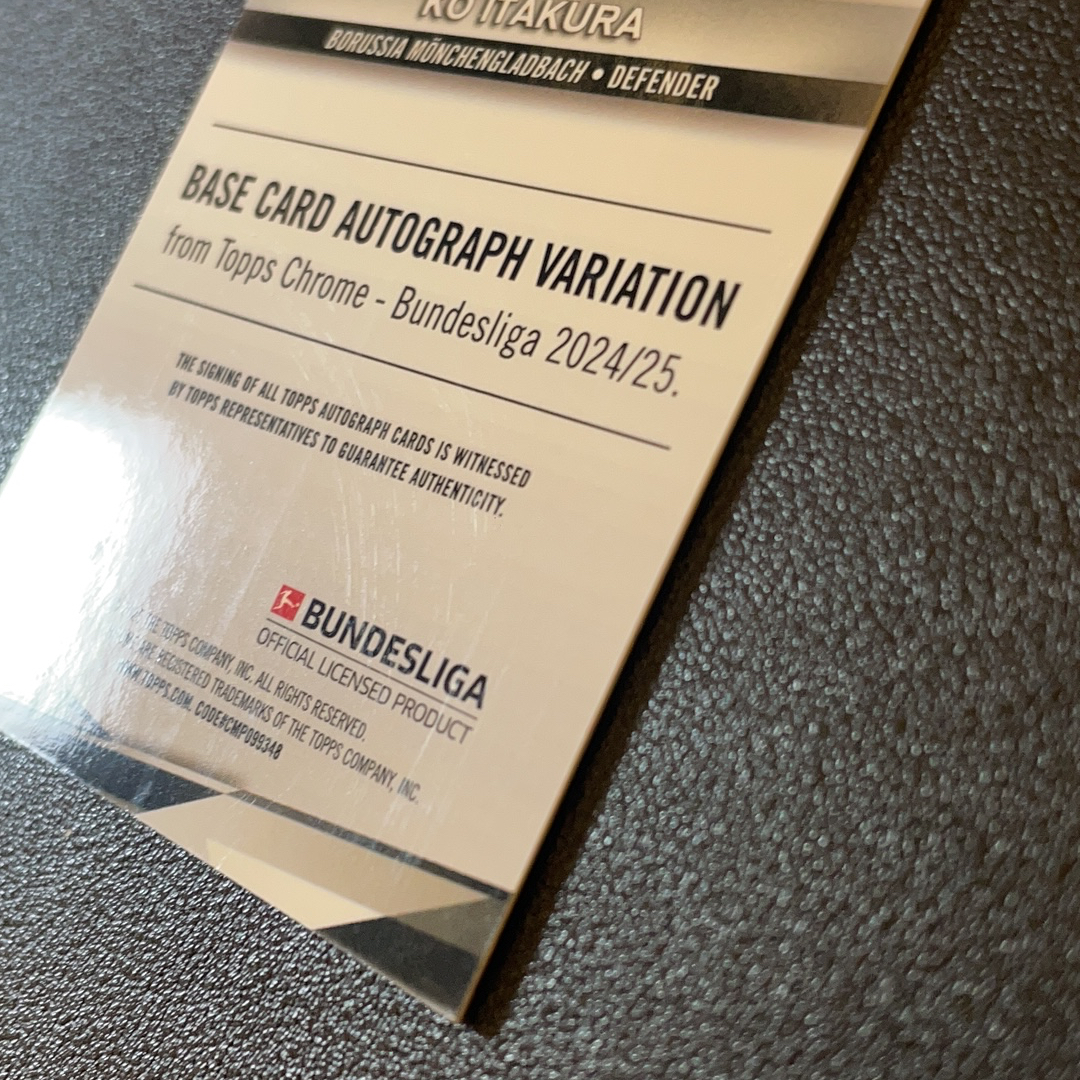 KO ITAKURA
BORUSSIA MÖNCHENGLADBACH • DEFENDER
BASE CARD AUTOGRAPH VARIATION
from Topps Chrome - Bundesliga 2024/25.
THE SIGNING OF ALL TOPPS AUTOGRAPH CARDS IS WITNESSED
BY TOPPS REPRESENTATIVES TO GUARANTEE AUTHENTICITY.
BUNDESLIGA
OFFICIAL LICENSED PRODUCT
THE TOPPS COMPANY, INC. ALL RIGHTS RESERVED.
ARE REGISTERED TRADEMARKS OF THE TOPPS COMPANY, INC.
WWW.TOPPS.COM. CODE#CMP099348